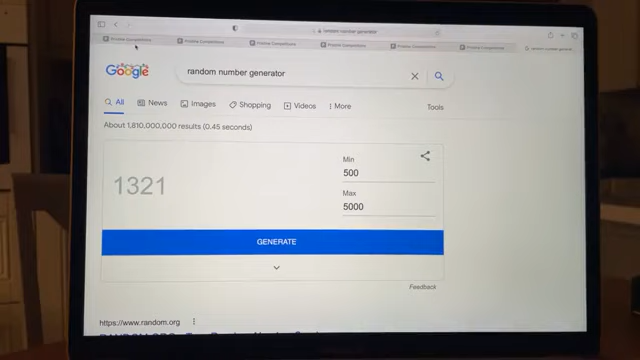 random number generator
Google
random number generator
All
News
Images
Shopping
Videos
More
Tools
About 1,810,000,000 results (0.45 seconds)
1321
Min
500
Max
5000
GENERATE
Feedback
https://www.random.org